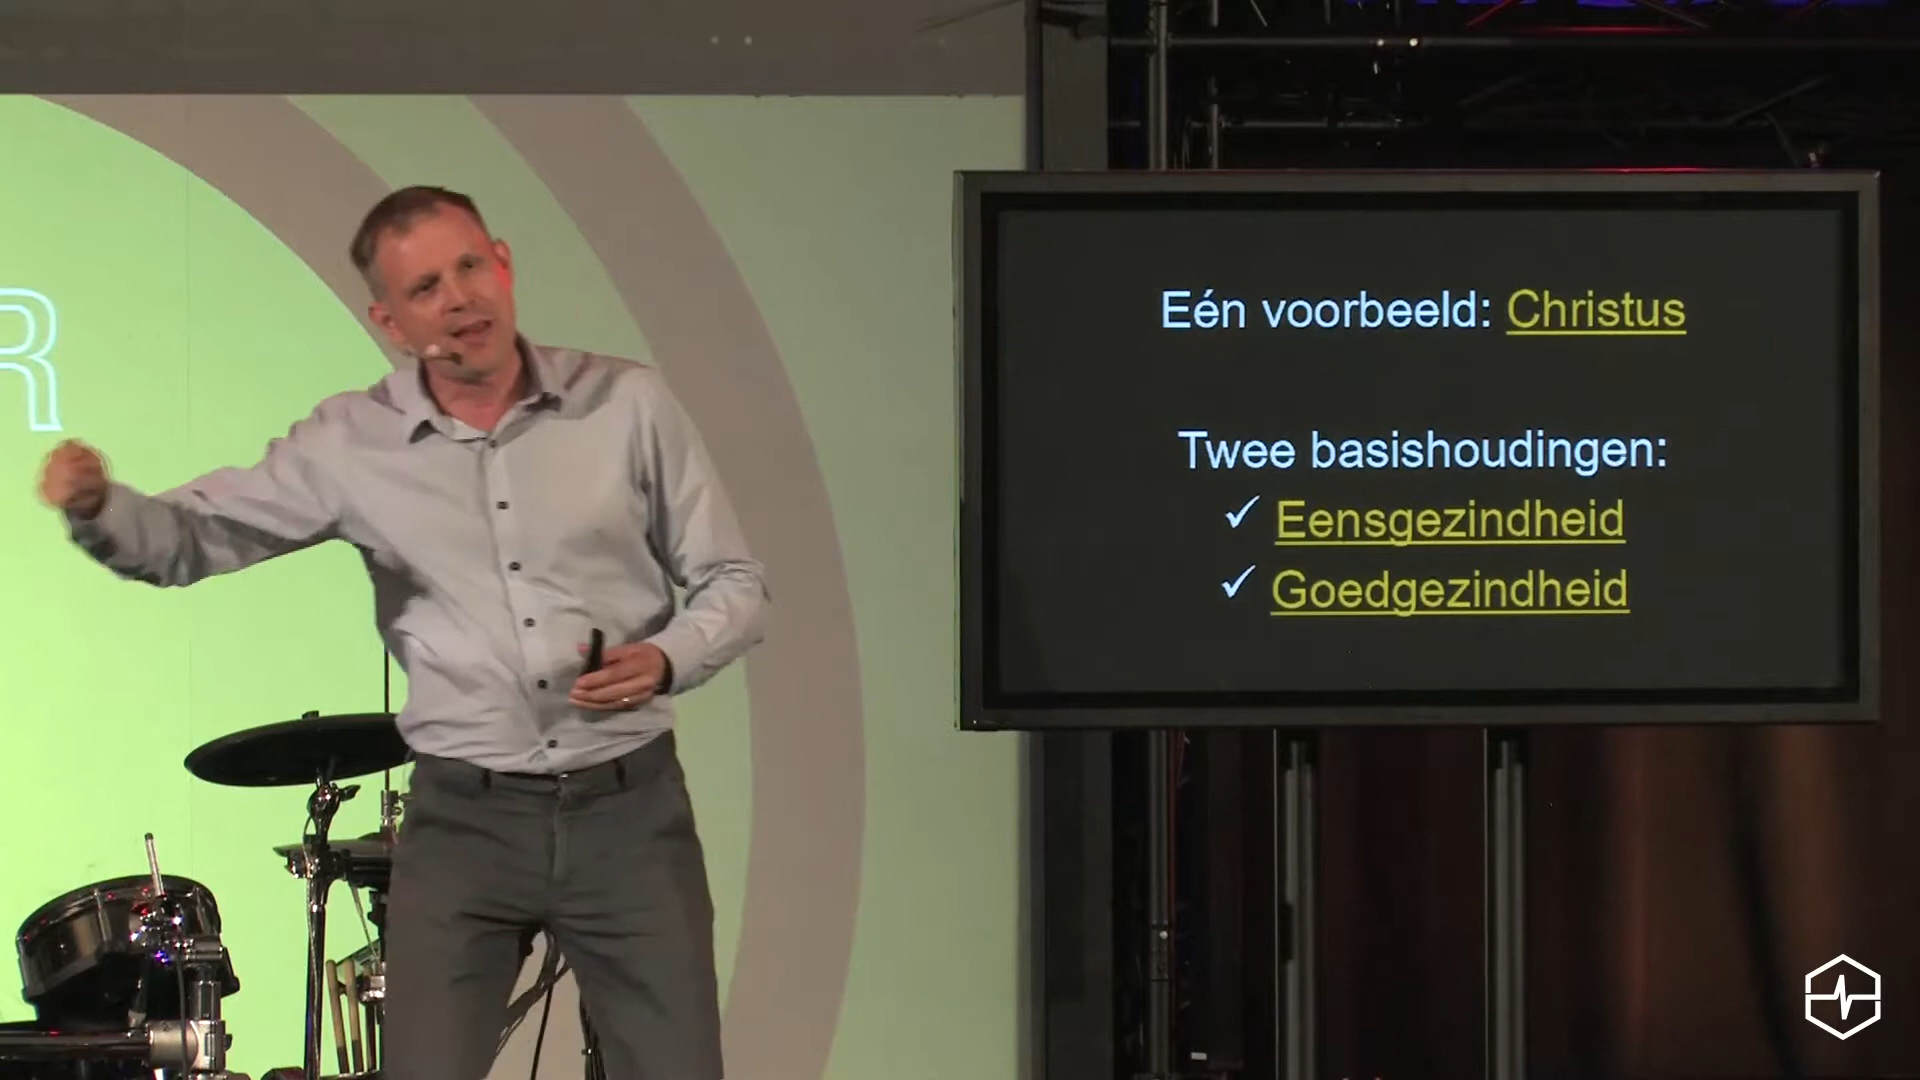 R
Eén voorbeeld: Christus
Twee basishoudingen:
✓ Eensgezindheid
✓ Goedgezindheid